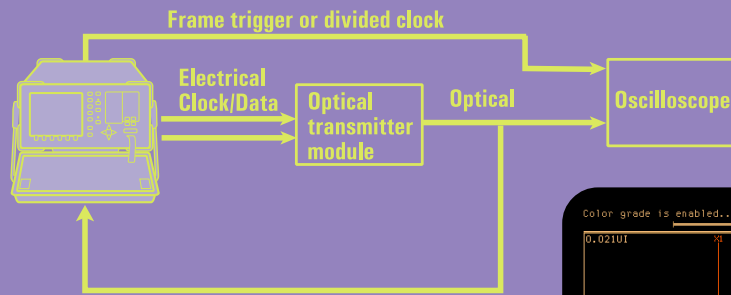 Frame trigger or divided clock
Electrical
Clock/Data
Optical
transmitter
module
Optical
Oscilloscope
Color grade is enabled..
0.021UI
X1